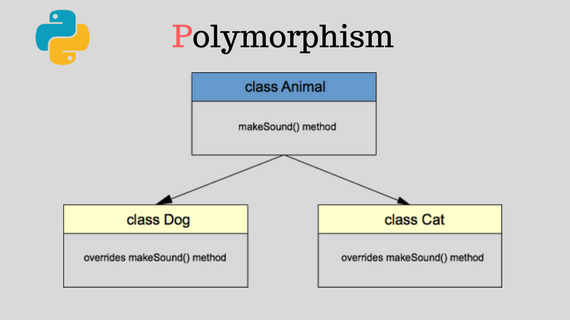 Polymorphism
class Animal
makeSound() method
class Dog
overrides makeSound() method
class Cat
overrides makeSound() method